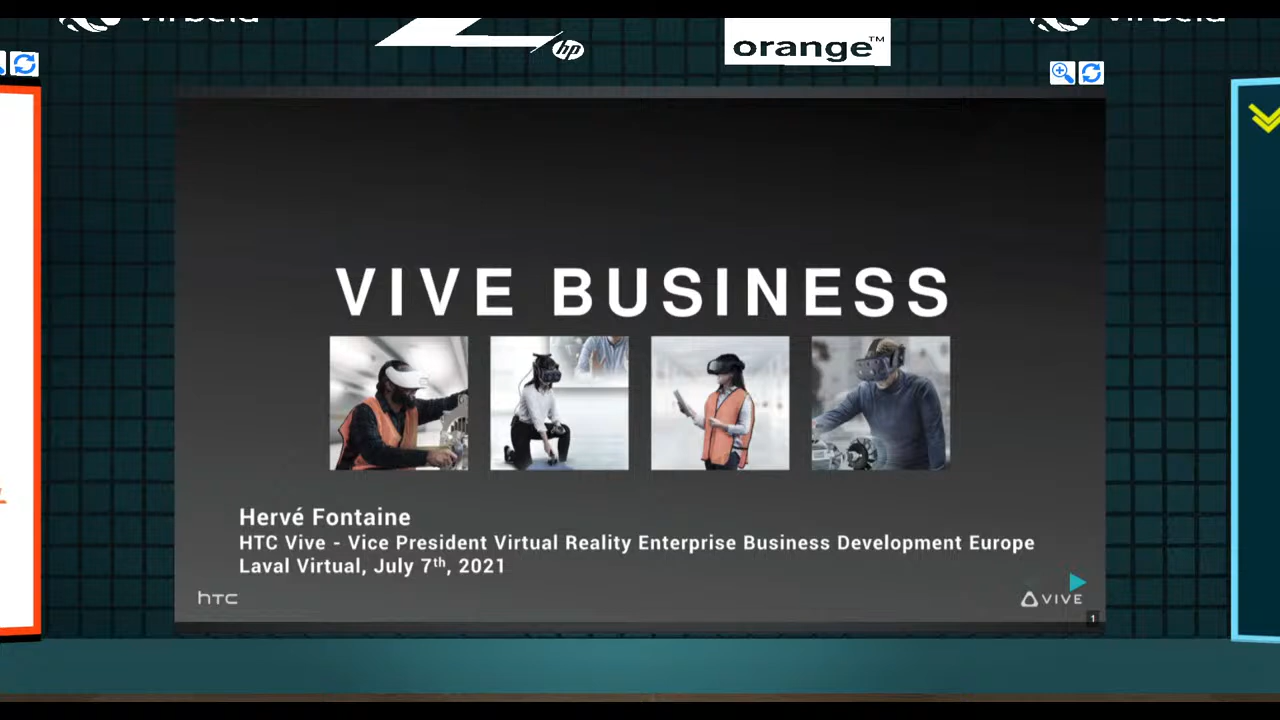 hp
orange™
VIVE BUSINESS
Hervé Fontaine
HTC Vive - Vice President Virtual Reality Enterprise Business Development Europe
Laval Virtual, July 7th, 2021
hTC
VIVE
1